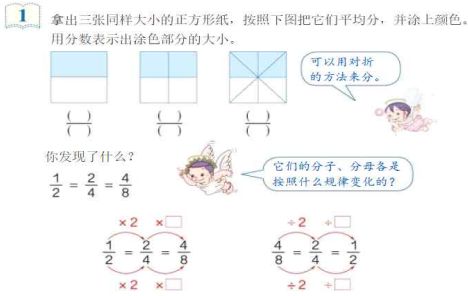 1 拿出三张同样大小的正方形纸，按照下图把它们平均分，并涂上颜色。
用分数表示出涂色部分的大小。
可以用对折
的方法来分。
( )/( ) ( )/( ) ( )/( )
你发现了什么？
1/2 = 2/4 = 4/8
它们的分子、分母各是
按照什么规律变化的？
×2 ×□ ÷2 ÷□
1/2 = 2/4 = 4/8 4/8 = 2/4 = 1/2
×2 ×□ ÷2 ÷□